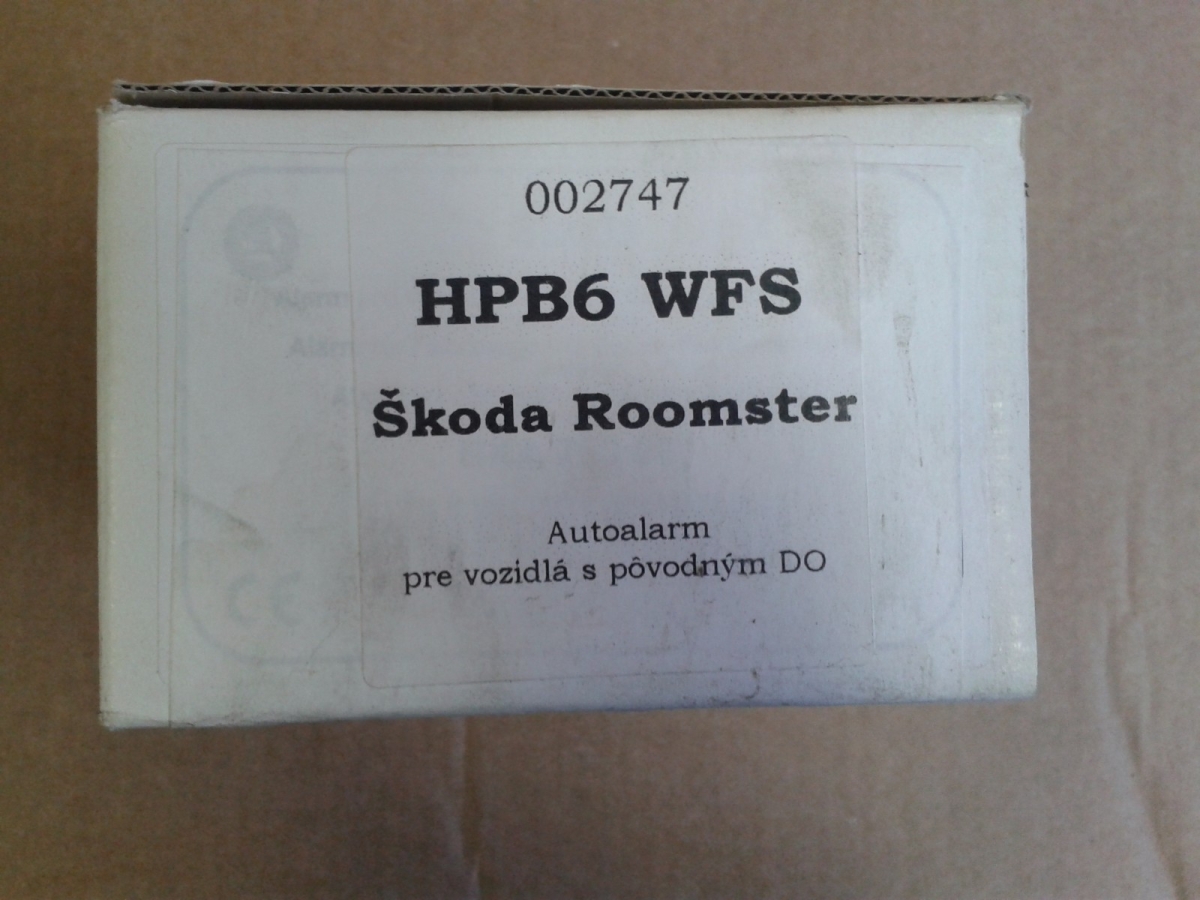 002747
HPB6 WFS
Škoda Roomster
Autoalarm
pre vozidlá s pôvodným DO